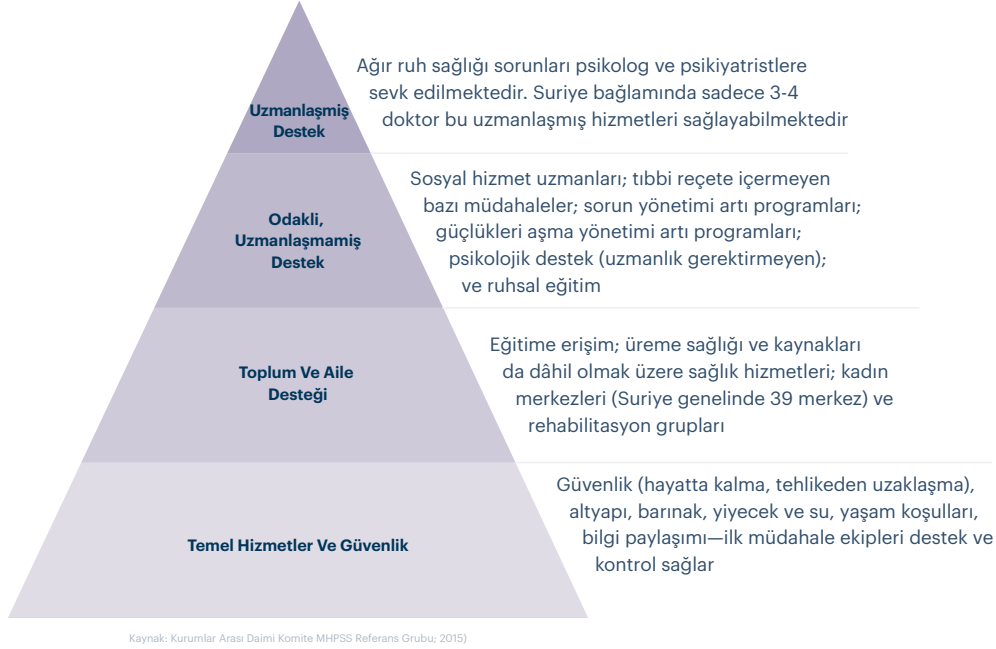 Uzmanlaşmiş
Destek
Ağır ruh sağlığı sorunları psikolog ve psikiyatristlere
sevk edilmektedir. Suriye bağlamında sadece 3-4
doktor bu uzmanlaşmış hizmetleri sağlayabilmektedir
Odakli,
Uzmanlaşmamiş
Destek
Sosyal hizmet uzmanları; tıbbi reçete içermeyen
bazı müdahaleler; sorun yönetimi artı programları;
güçlükleri aşma yönetimi artı programları;
psikolojik destek (uzmanlık gerektirmeyen);
ve ruhsal eğitim
Toplum Ve Aile
Desteği
Eğitime erişim; üreme sağlığı ve kaynakları
da dâhil olmak üzere sağlık hizmetleri; kadın
merkezleri (Suriye genelinde 39 merkez) ve
rehabilitasyon grupları
Temel Hizmetler Ve Güvenlik
Güvenlik (hayatta kalma, tehlikeden uzaklaşma),
altyapı, barınak, yiyecek ve su, yaşam koşulları,
bilgi paylaşımı—ilk müdahale ekipleri destek ve
kontrol sağlar
Kaynak: Kurumlar Arası Daimi Komite MHPSS Referans Grubu; 2015)